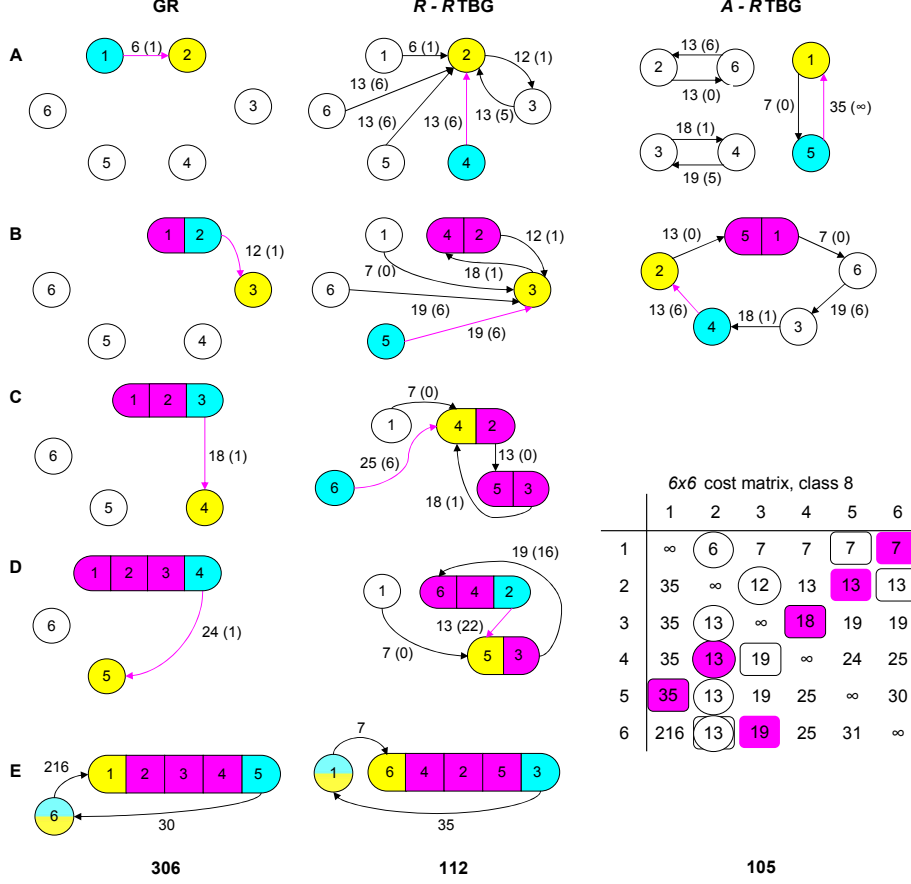 GR R - R TBG A - R TBG
A
1 6 (1) 2
6 3
5 4
1 6 (1) 2 12 (1)
13 (6)
6 13 (5) 3
13 (6) 13 (6)
5 4
13 (6)
2 6
13 (0)
18 (1)
3 4
19 (5)
1
7 (0) 35 (∞)
5
B
1 2
12 (1)
6 3
5 4
1 4 2 12 (1)
7 (0) 18 (1)
6 3
19 (6)
5 19 (6)
13 (0) 5 1 7 (0)
2 6
13 (6) 19 (6)
4 18 (1) 3
C
1 2 3
6
18 (1)
5 4
7 (0)
1 4 2
25 (6) 13 (0)
6 5 3
18 (1)
6x6 cost matrix, class 8
1 2 3 4 5 6
1 ∞ 6 7 7 7 7
2 35 ∞ 12 13 13 13
3 35 13 ∞ 18 19 19
4 35 13 19 ∞ 24 25
5 35 13 19 25 ∞ 30
6 216 13 19 25 31 ∞
D
1 2 3 4
6
24 (1)
5
19 (16)
1 6 4 2
13 (22)
7 (0) 5 3
E
216 1 2 3 4 5
6
30
7
1 6 4 2 5 3
35
306 112 105